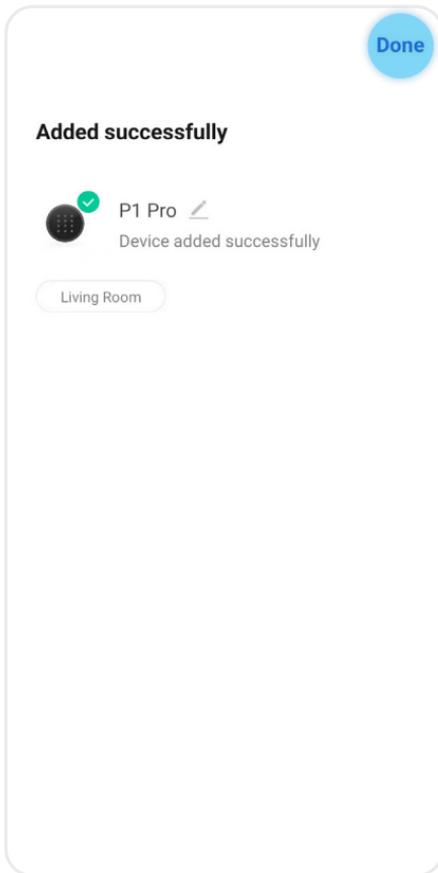 Done
Added successfully
P1 Pro
Device added successfully
Living Room